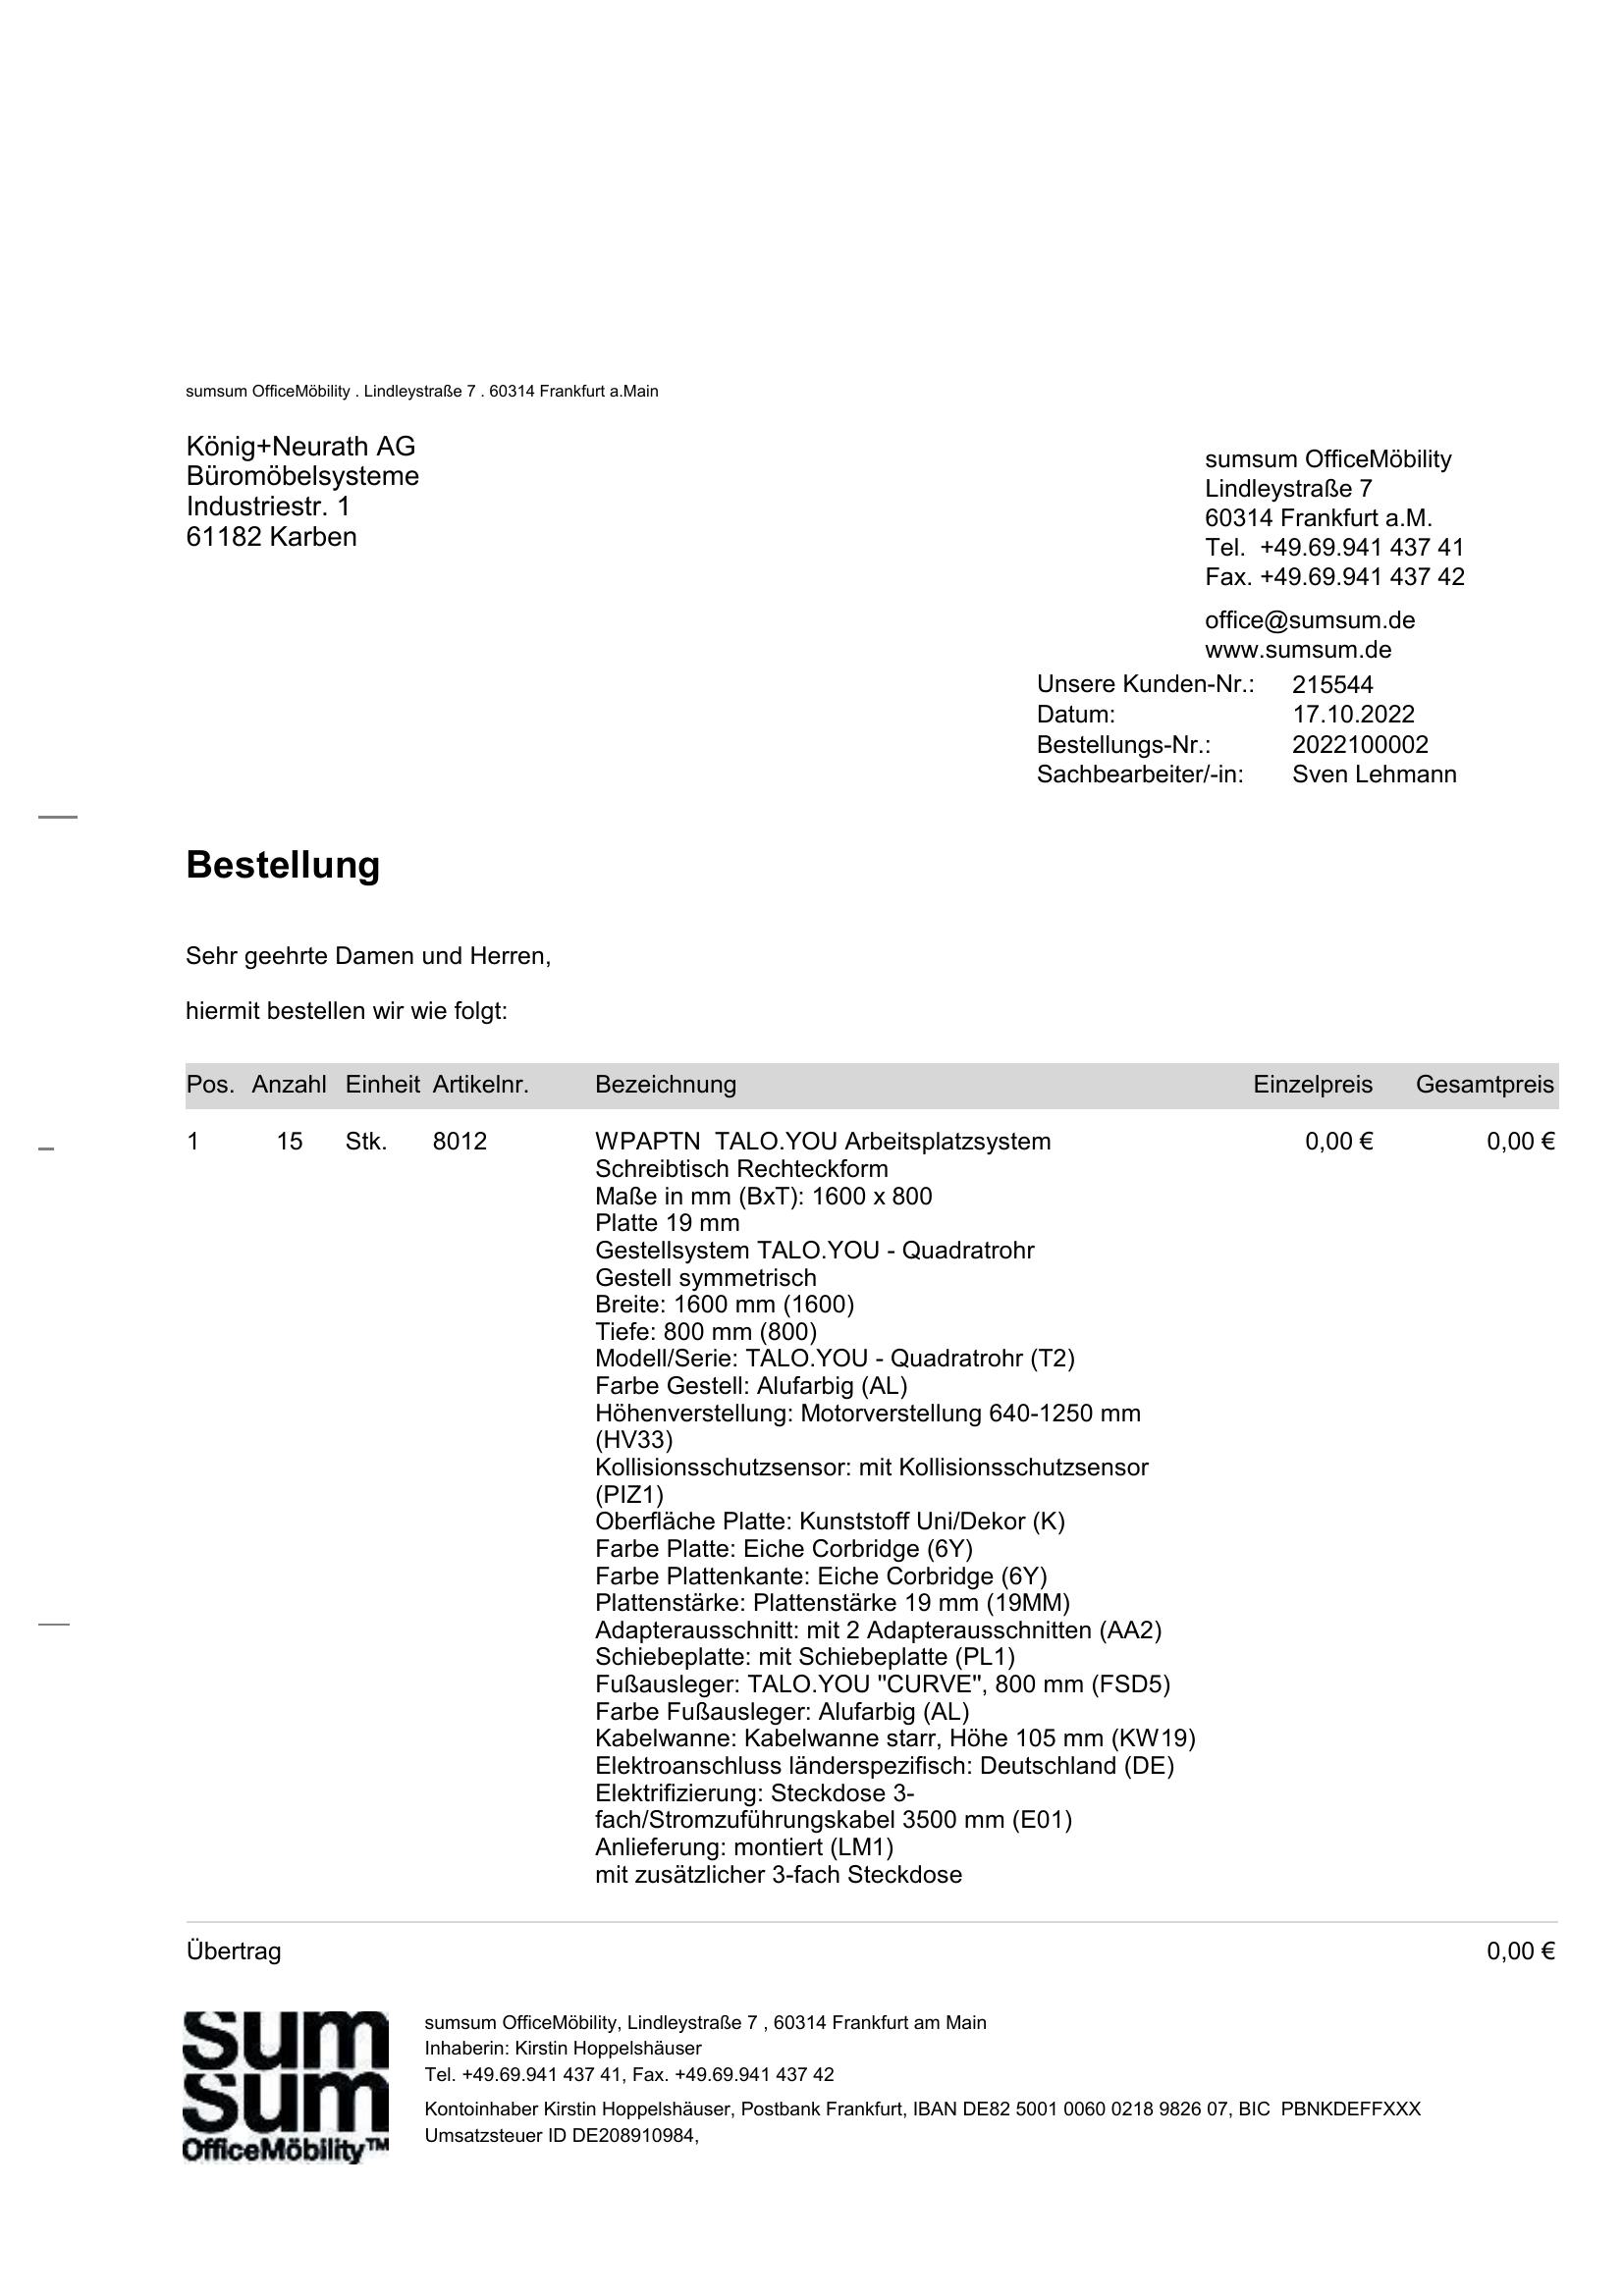 sumsum OfficeMöbility . Lindleystraße 7 . 60314 Frankfurt a.Main
König+Neurath AG
Büromöbelsysteme
Industriestr. 1
61182 Karben
sumsum OfficeMöbility
Lindleystraße 7
60314 Frankfurt a.M.
Tel. +49.69.941 437 41
Fax. +49.69.941 437 42
office@sumsum.de
www.sumsum.de
Unsere Kunden-Nr.: 215544
Datum: 17.10.2022
Bestellungs-Nr.: 2022100002
Sachbearbeiter/-in: Sven Lehmann
Bestellung
Sehr geehrte Damen und Herren,
hiermit bestellen wir wie folgt:
Pos. Anzahl Einheit Artikelnr. Bezeichnung Einzelpreis Gesamtpreis
1 15 Stk. 8012 WPAPTN TALO.YOU Arbeitsplatzsystem 0,00 € 0,00 €
Schreibtisch Rechteckform
Maße in mm (BxT): 1600 x 800
Platte 19 mm
Gestellsystem TALO.YOU - Quadratrohr
Gestell symmetrisch
Breite: 1600 mm (1600)
Tiefe: 800 mm (800)
Modell/Serie: TALO.YOU - Quadratrohr (T2)
Farbe Gestell: Alufarbig (AL)
Höhenverstellung: Motorverstellung 640-1250 mm
(HV33)
Kollisionsschutzsensor: mit Kollisionsschutzsensor
(PIZ1)
Oberfläche Platte: Kunststoff Uni/Dekor (K)
Farbe Platte: Eiche Corbridge (6Y)
Farbe Plattenkante: Eiche Corbridge (6Y)
Plattenstärke: Plattenstärke 19 mm (19MM)
Adapterausschnitt: mit 2 Adapterausschnitten (AA2)
Schiebeplatte: mit Schiebeplatte (PL1)
Fußausleger: TALO.YOU "CURVE", 800 mm (FSD5)
Farbe Fußausleger: Alufarbig (AL)
Kabelwanne: Kabelwanne starr, Höhe 105 mm (KW19)
Elektroanschluss länderspezifisch: Deutschland (DE)
Elektrifizierung: Steckdose 3-
fach/Stromzuführungskabel 3500 mm (E01)
Anlieferung: montiert (LM1)
mit zusätzlicher 3-fach Steckdose
Übertrag 0,00 €
sum
sum
OfficeMöbility™
sumsum OfficeMöbility, Lindleystraße 7 , 60314 Frankfurt am Main
Inhaberin: Kirstin Hoppelshäuser
Tel. +49.69.941 437 41, Fax. +49.69.941 437 42
Kontoinhaber Kirstin Hoppelshäuser, Postbank Frankfurt, IBAN DE82 5001 0060 0218 9826 07, BIC PBNKDEFFXXX
Umsatzsteuer ID DE208910984,